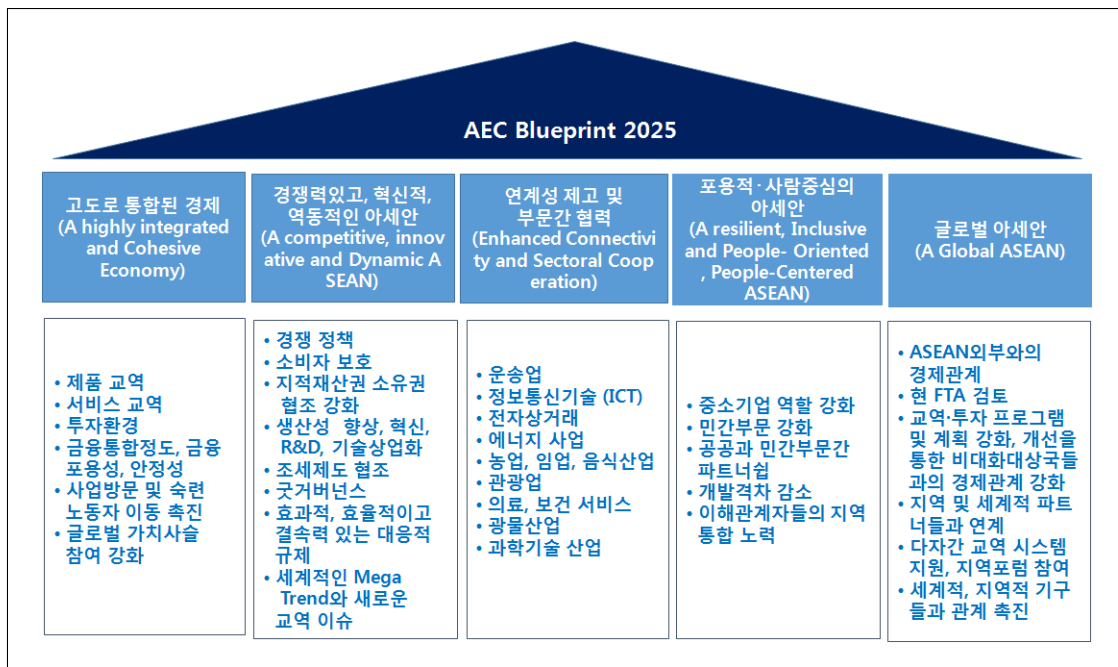 AEC Blueprint 2025
고도로 통합된 경제
(A highly integrated
and Cohesive
Economy)
경쟁력있고, 혁신적,
역동적인 아세안
(A competitive, innov
ative and Dynamic A
SEAN)
연계성 제고 및
부문간 협력
(Enhanced Connectivi
ty and Sectoral Coop
eration)
포용적·사람중심의
아세안
(A resilient, Inclusive
and People- Oriented
, People-Centered
ASEAN)
글로벌 아세안
(A Global ASEAN)
• 제품 교역
• 서비스 교역
• 투자환경
• 금융통합정도, 금융
포용성, 안정성
• 사업방문 및 숙련
노동자 이동 촉진
• 글로벌 가치사슬
참여 강화
• 경쟁 정책
• 소비자 보호
• 지적재산권 소유권
협조 강화
• 생산성 향상, 혁신,
R&D, 기술상업화
• 조세제도 협조
• 굿거버넌스
• 효과적, 효율적이고
결속력 있는 대응적
규제
• 세계적인 Mega
Trend와 새로운
교역 이슈
• 운송업
• 정보통신기술 (ICT)
• 전자상거래
• 에너지 사업
• 농업, 임업, 음식산업
• 관광업
• 의료, 보건 서비스
• 광물산업
• 과학기술 산업
• 중소기업 역할 강화
• 민간부문 강화
• 공공과 민간부문간
파트너쉽
• 개발격차 감소
• 이해관계자들의 지역
통합 노력
• ASEAN외부와의
경제관계
• 현 FTA 검토
• 교역·투자 프로그램
및 계획 강화, 개선을
통한 비대화대상국들
과의 경제관계 강화
• 지역 및 세계적 파트
너들과 연계
• 다자간 교역 시스템
지원, 지역포럼 참여
• 세계적, 지역적 기구
들과 관계 촉진